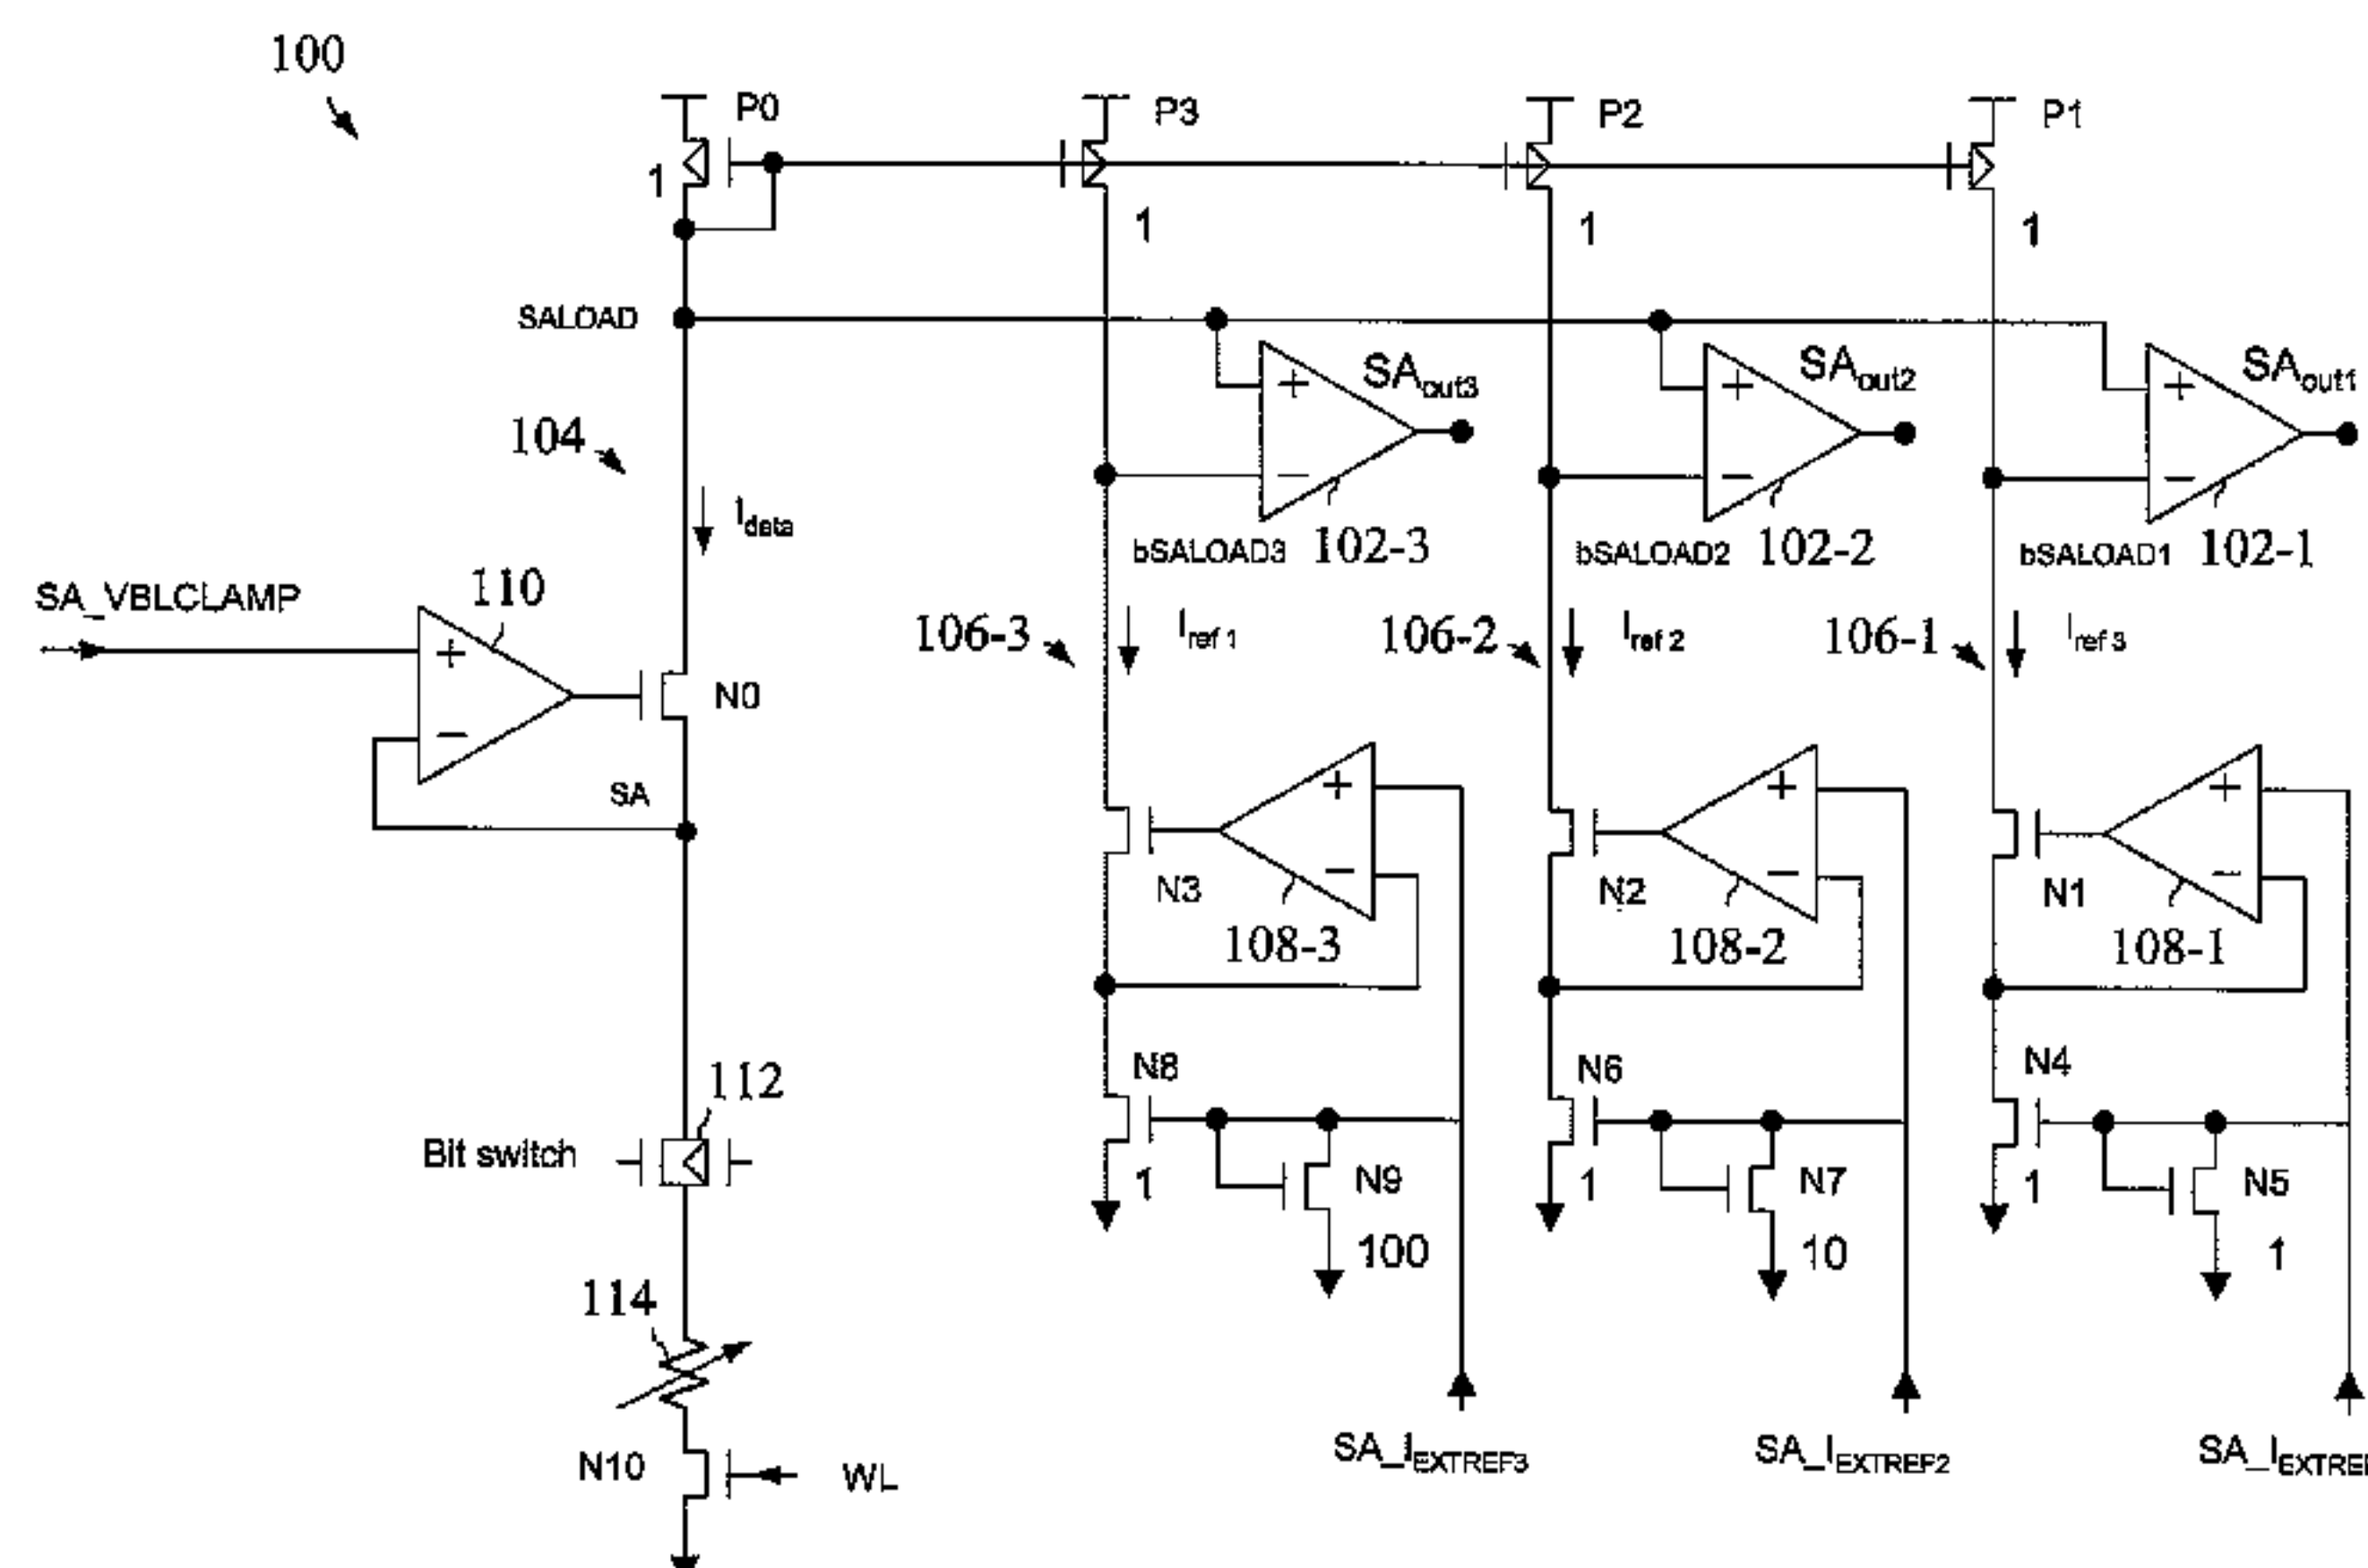 100
P0
P3
P2
P1
1
1
1
1
SALOAD
SAout3
SAout2
SAout1
104
Idata
bSALOAD3
102-3
bSALOAD2
102-2
bSALOAD1
102-1
SA_VBLCLAMP
110
106-3
Iref 1
106-2
Iref 2
106-1
Iref 3
+
−
N0
SA
N3
N2
N1
108-3
108-2
108-1
N8
N6
N4
112
Bit switch
1
N9
1
N7
1
N5
100
10
1
114
SA_IEXTREF3
SA_IEXTREF2
N10
WL